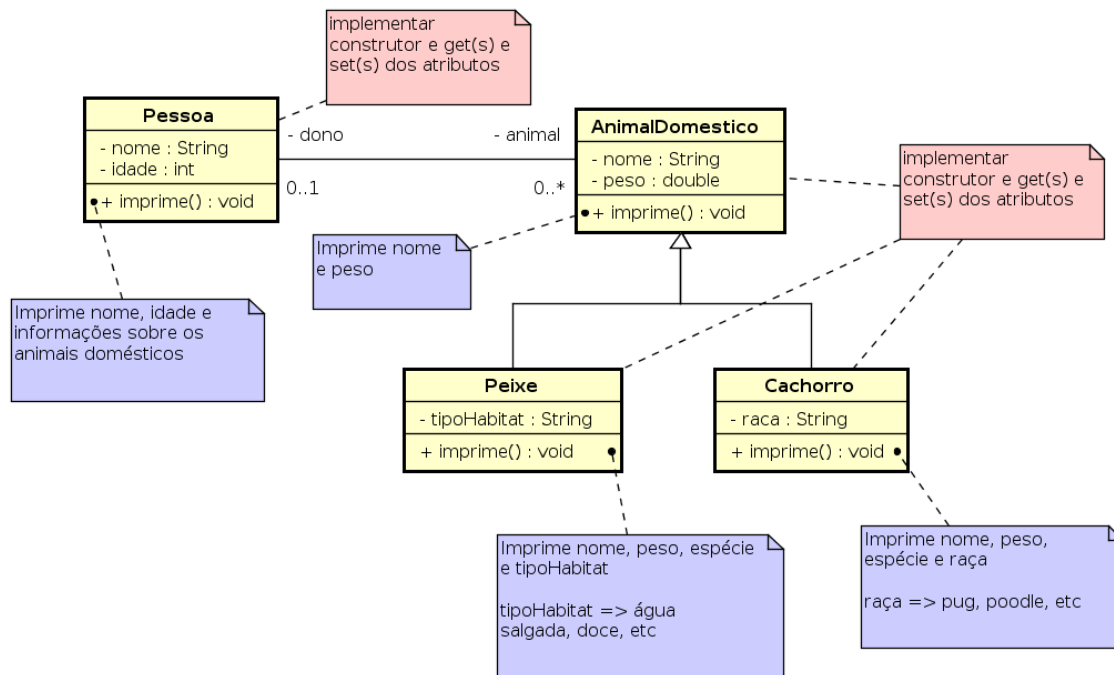 implementar
construtor e get(s) e
set(s) dos atributos
Pessoa
- nome : String
- idade : int
+ imprime() : void
- dono
- animal
0..1
0..*
AnimalDomestico
- nome : String
- peso : double
+ imprime() : void
implementar
construtor e get(s) e
set(s) dos atributos
Imprime nome
e peso
Imprime nome, idade e
informações sobre os
animais domésticos
Peixe
- tipoHabitat : String
+ imprime() : void
Cachorro
- raca : String
+ imprime() : void
Imprime nome, peso, espécie
e tipoHabitat
tipoHabitat => água
salgada, doce, etc
Imprime nome, peso,
espécie e raça
raça => pug, poodle, etc